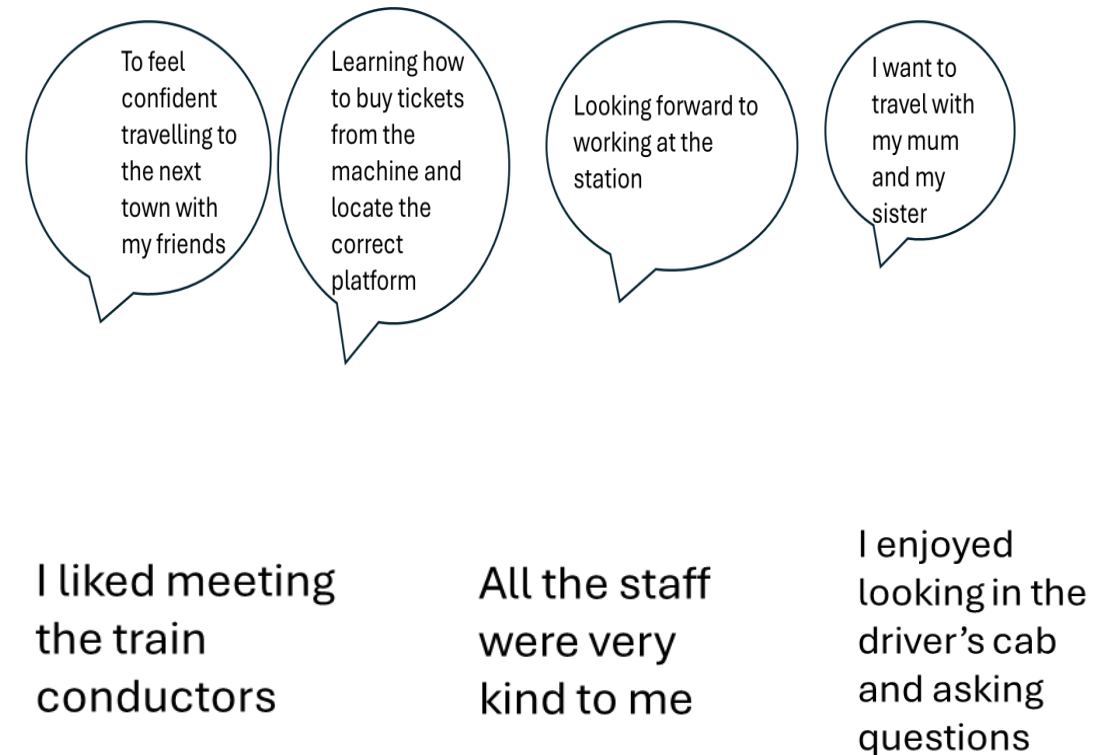 To feel
confident
travelling to
the next
town with
my friends
Learning how
to buy tickets
from the
machine and
locate the
correct
platform
Looking forward to
working at the
station
I want to
travel with
my mum
and my
sister
I liked meeting
the train
conductors
All the staff
were very
kind to me
I enjoyed
looking in the
driver’s cab
and asking
questions